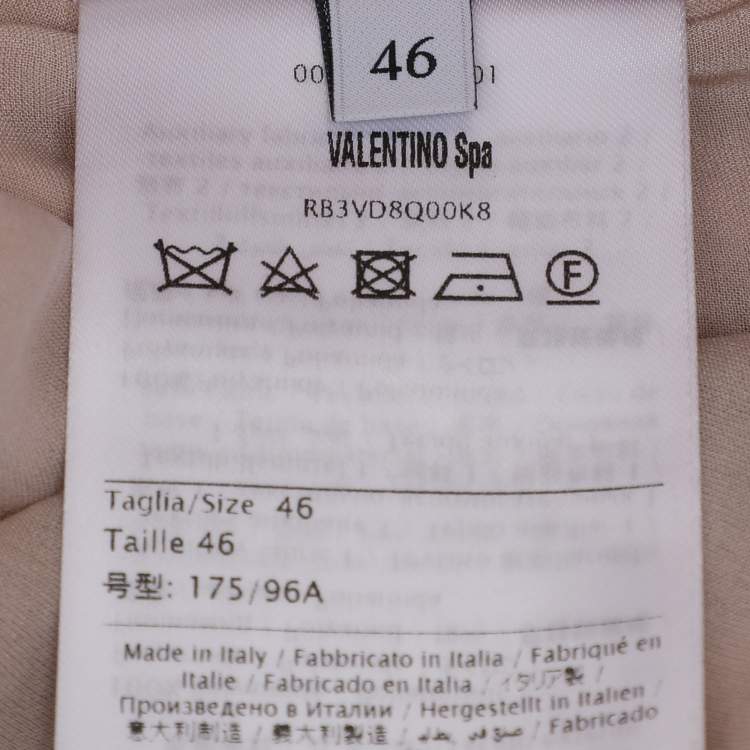 46
00 01
VALENTINO Spa
RB3VD8Q00K8
F
Taglia/Size 46
Taille 46
号型: 175/96A
Made in Italy / Fabbricato in Italia / Fabriqué en
Italie / Fabricado en Italia / イタリア製 /
Произведено в Италии / Hergestellt in Italien /
意大利制造 / 義大利製造 / صنع في إيطاليا / Fabricado